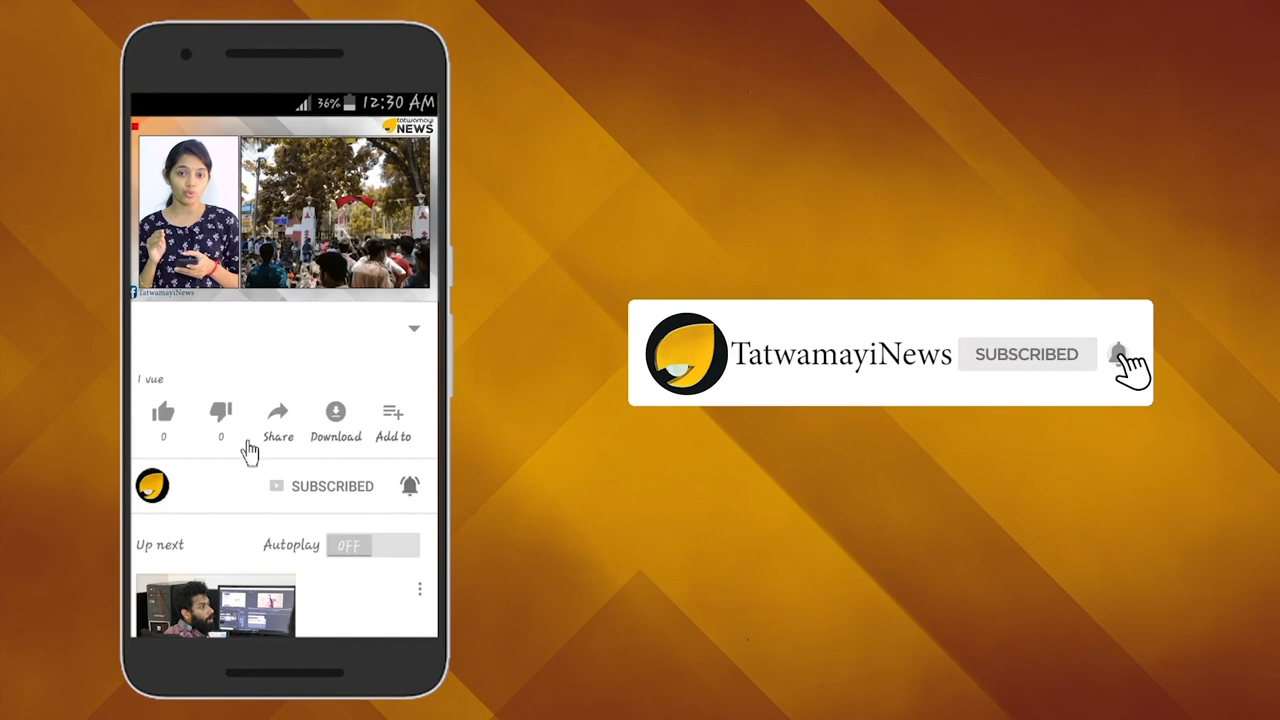 36% 12:30 AM
tatwamayi
NEWS
TatwamayiNews
1 vue
0
0
Share
Download
Add to
SUBSCRIBED
Up next
Autoplay
OFF
TatwamayiNews
SUBSCRIBED